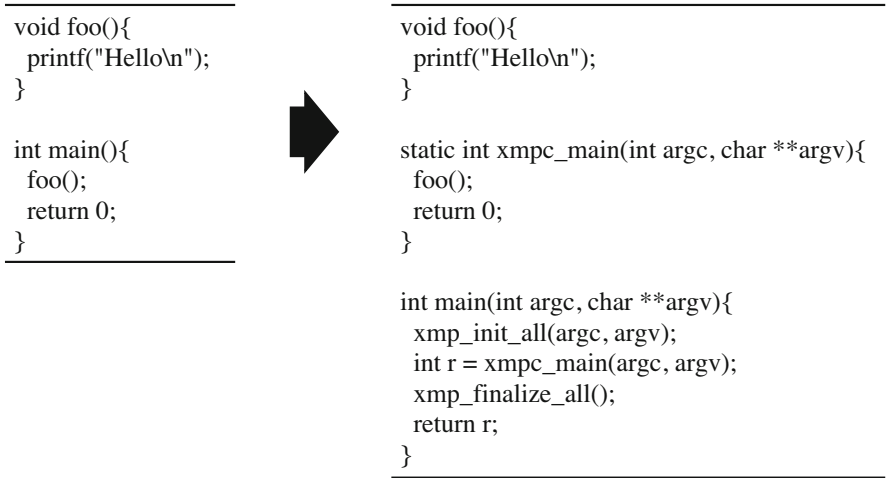 void foo(){
 printf("Hello\n");
}

int main(){
 foo();
 return 0;
}

void foo(){
 printf("Hello\n");
}

static int xmpc_main(int argc, char **argv){
 foo();
 return 0;
}

int main(int argc, char **argv){
 xmp_init_all(argc, argv);
 int r = xmpc_main(argc, argv);
 xmp_finalize_all();
 return r;
}